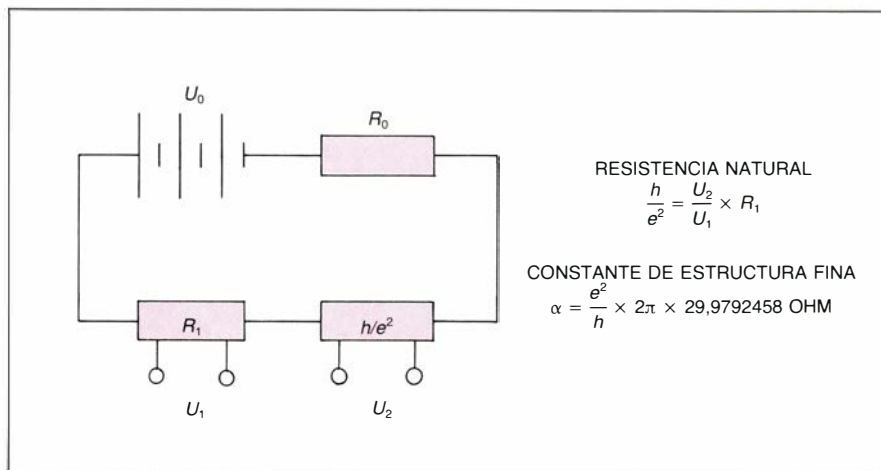 U₀
R₀
R₁
h/e²
U₁
U₂
RESISTENCIA NATURAL
h/e² = U₂/U₁ × R₁
CONSTANTE DE ESTRUCTURA FINA
α = e²/h × 2π × 29,9792458 OHM